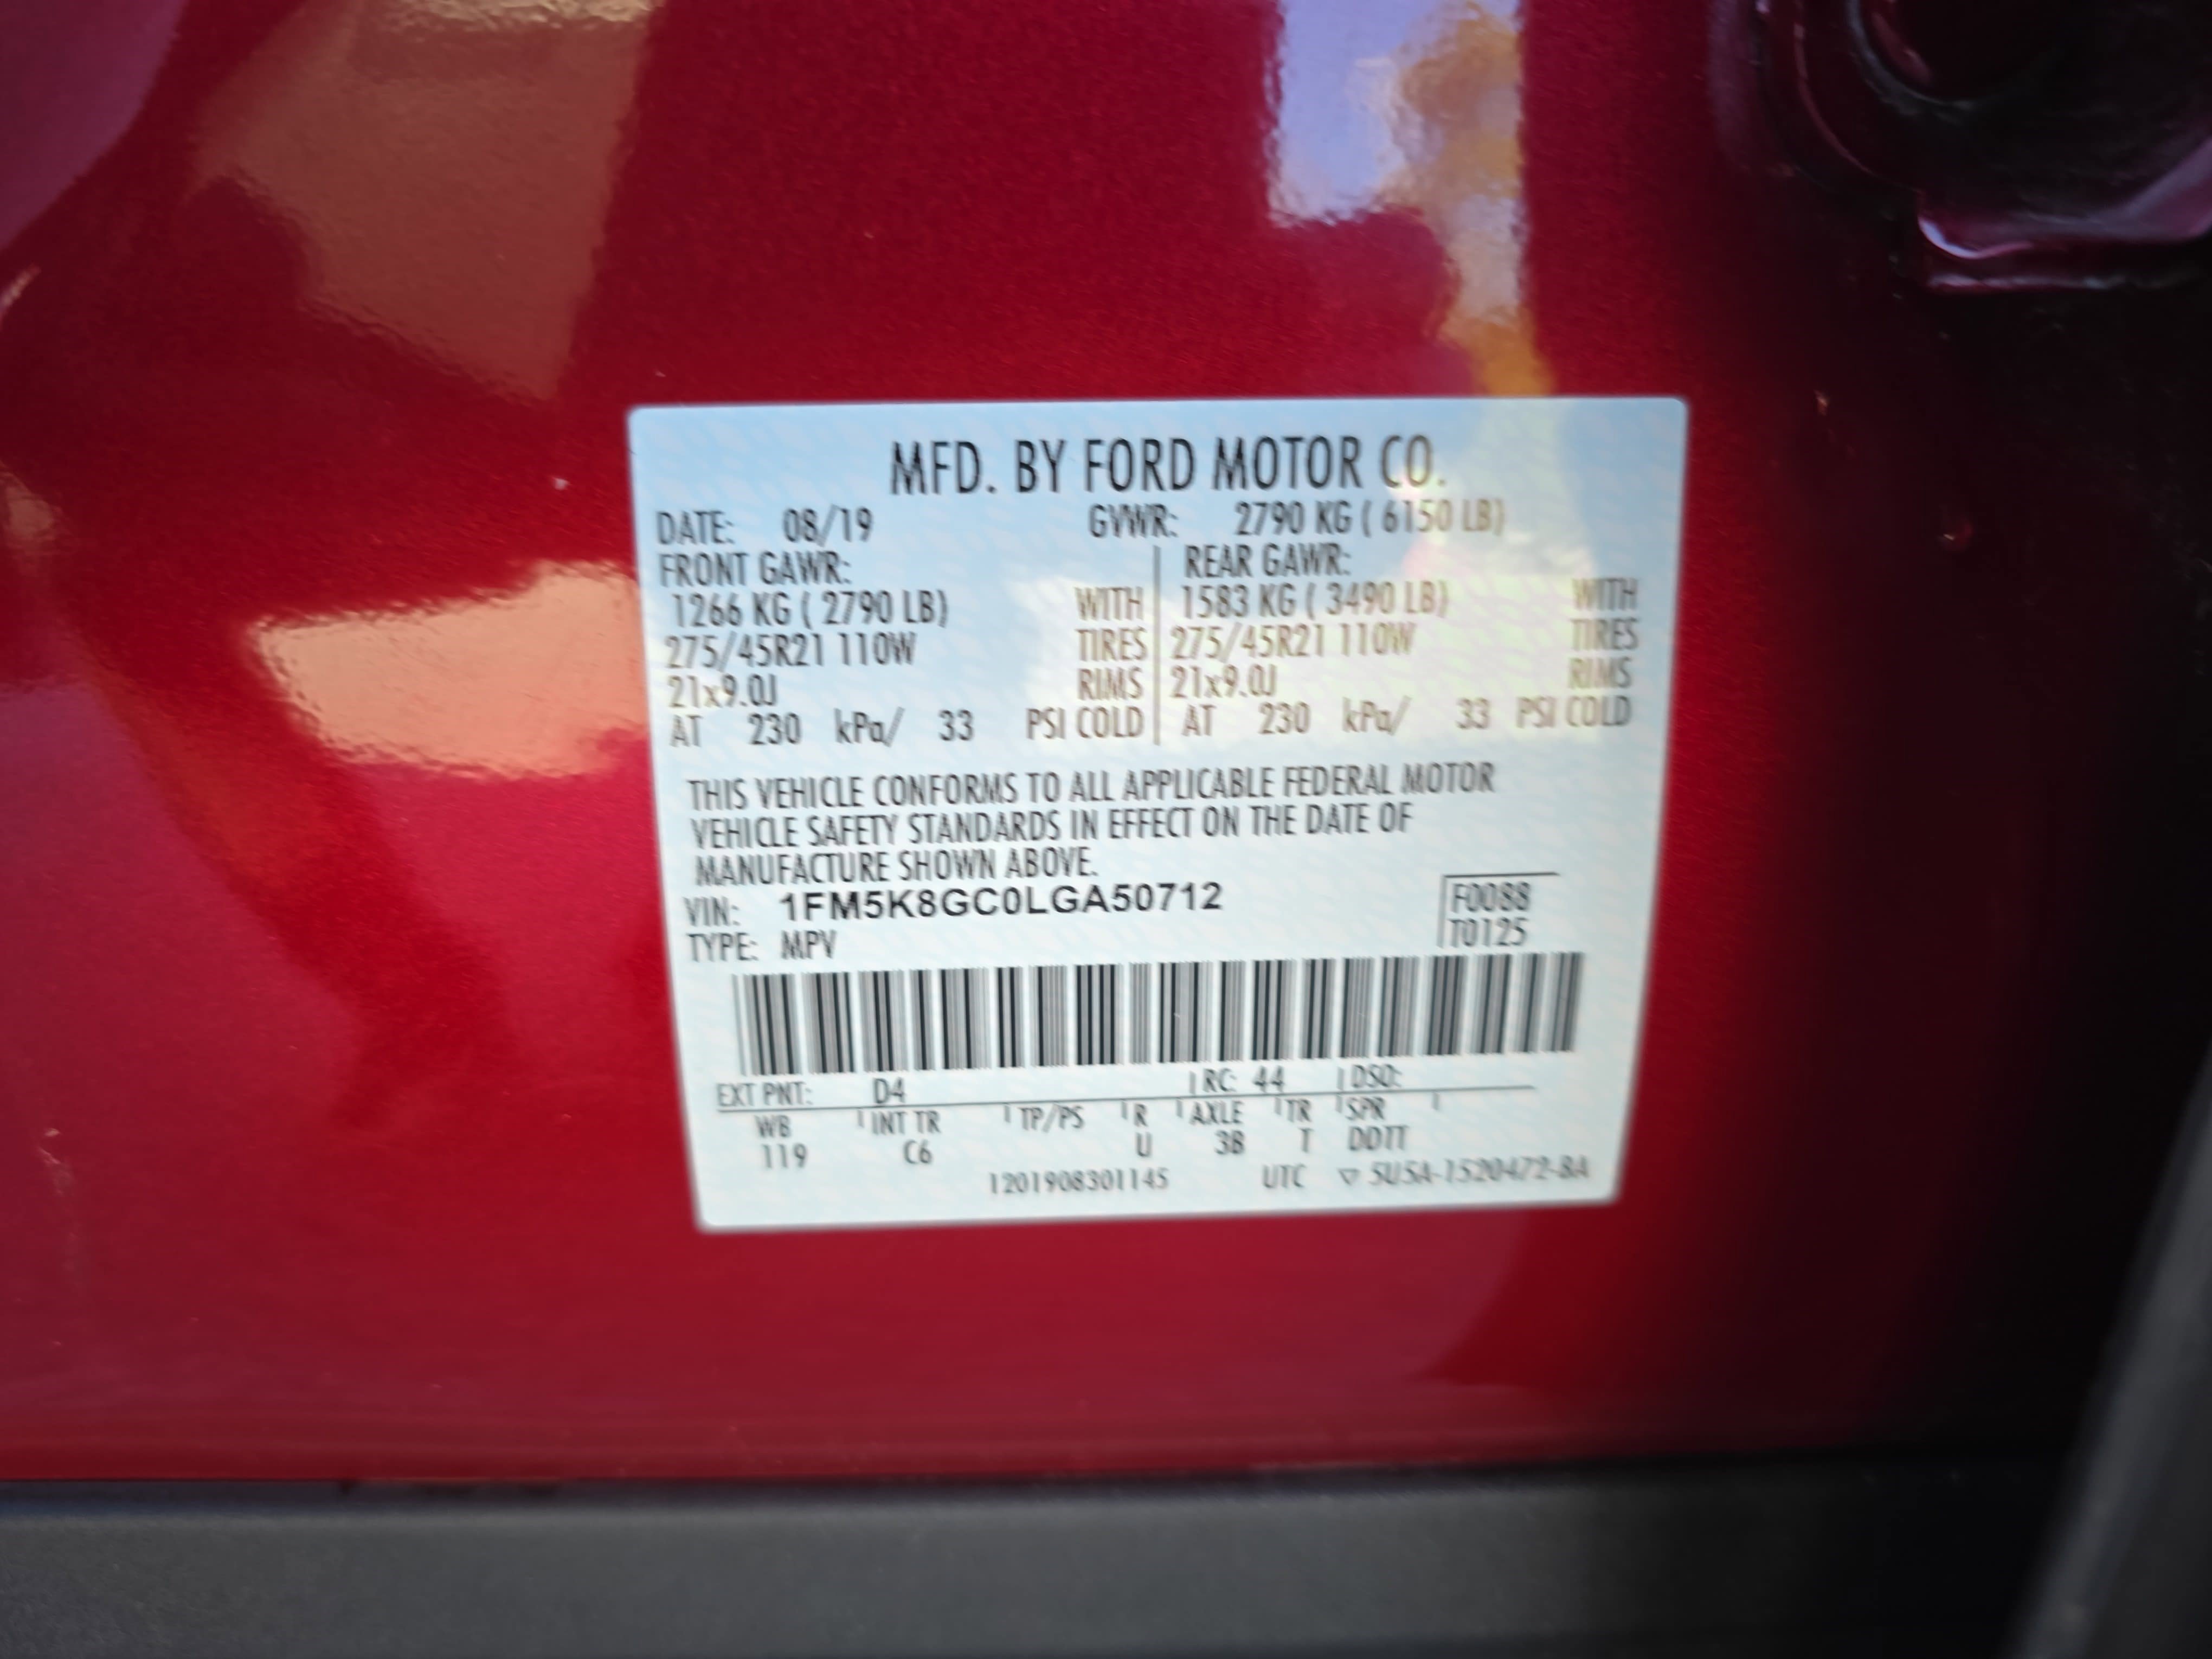 MFD. BY FORD MOTOR CO.
DATE: 08/19 GVWR: 2790 KG ( 6150 LB)
FRONT GAWR: REAR GAWR:
1266 KG ( 2790 LB) WITH 1583 KG ( 3490 LB) WITH
275/45R21 110W TIRES 275/45R21 110W TIRES
21x9.0J RIMS 21x9.0J RIMS
AT 230 kPa/ 33 PSI COLD AT 230 kPa/ 33 PSI COLD
THIS VEHICLE CONFORMS TO ALL APPLICABLE FEDERAL MOTOR
VEHICLE SAFETY STANDARDS IN EFFECT ON THE DATE OF
MANUFACTURE SHOWN ABOVE.
VIN: 1FM5K8GC0LGA50712 F0088
TYPE: MPV T0125
EXT PNT: D4 RC: 44 DSO:
WB INT TR TP/PS R AXLE TR SPR
119 C6 U 3B T DDTT
1201908301145 UTC ▽ 5U5A-1520472-BA